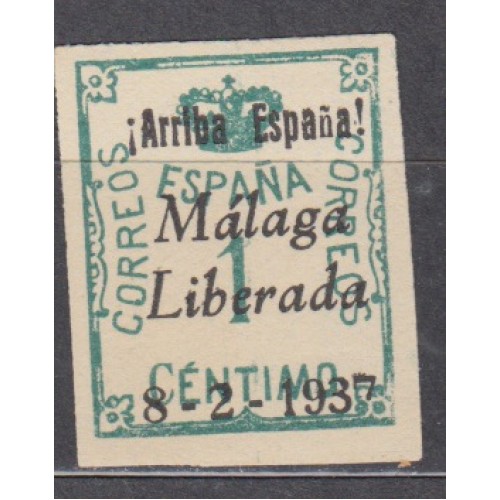 ¡Arriba España!
CORREOS
ESPAÑA
CORREOS
Málaga
1
Liberada
CÉNTIMO
8-2-1937